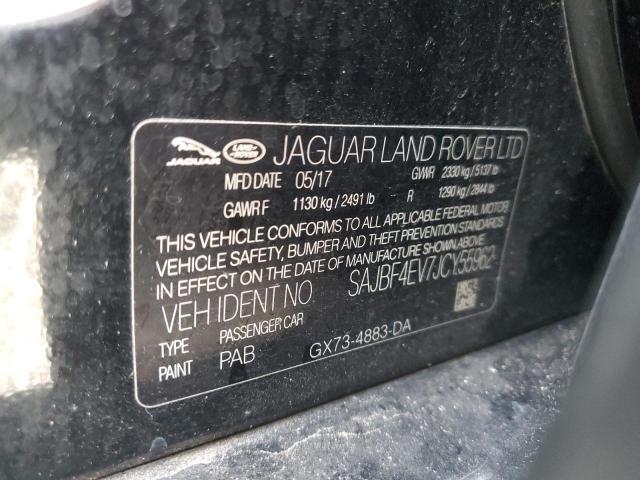 JAGUAR LAND-ROVER JAGUAR LAND ROVER LTD
MFD DATE 05/17 GVWR 2330 kg / 5137 lb
GAWR F 1130 kg / 2491 lb R 1290 kg / 2844 lb
THIS VEHICLE CONFORMS TO ALL APPLICABLE FEDERAL MOTOR
VEHICLE SAFETY, BUMPER AND THEFT PREVENTION STANDARDS
IN EFFECT ON THE DATE OF MANUFACTURE SHOWN ABOVE.
VEH IDENT NO SAJBF4EV7JCY55962
TYPE PASSENGER CAR
PAINT PAB GX73-4883-DA